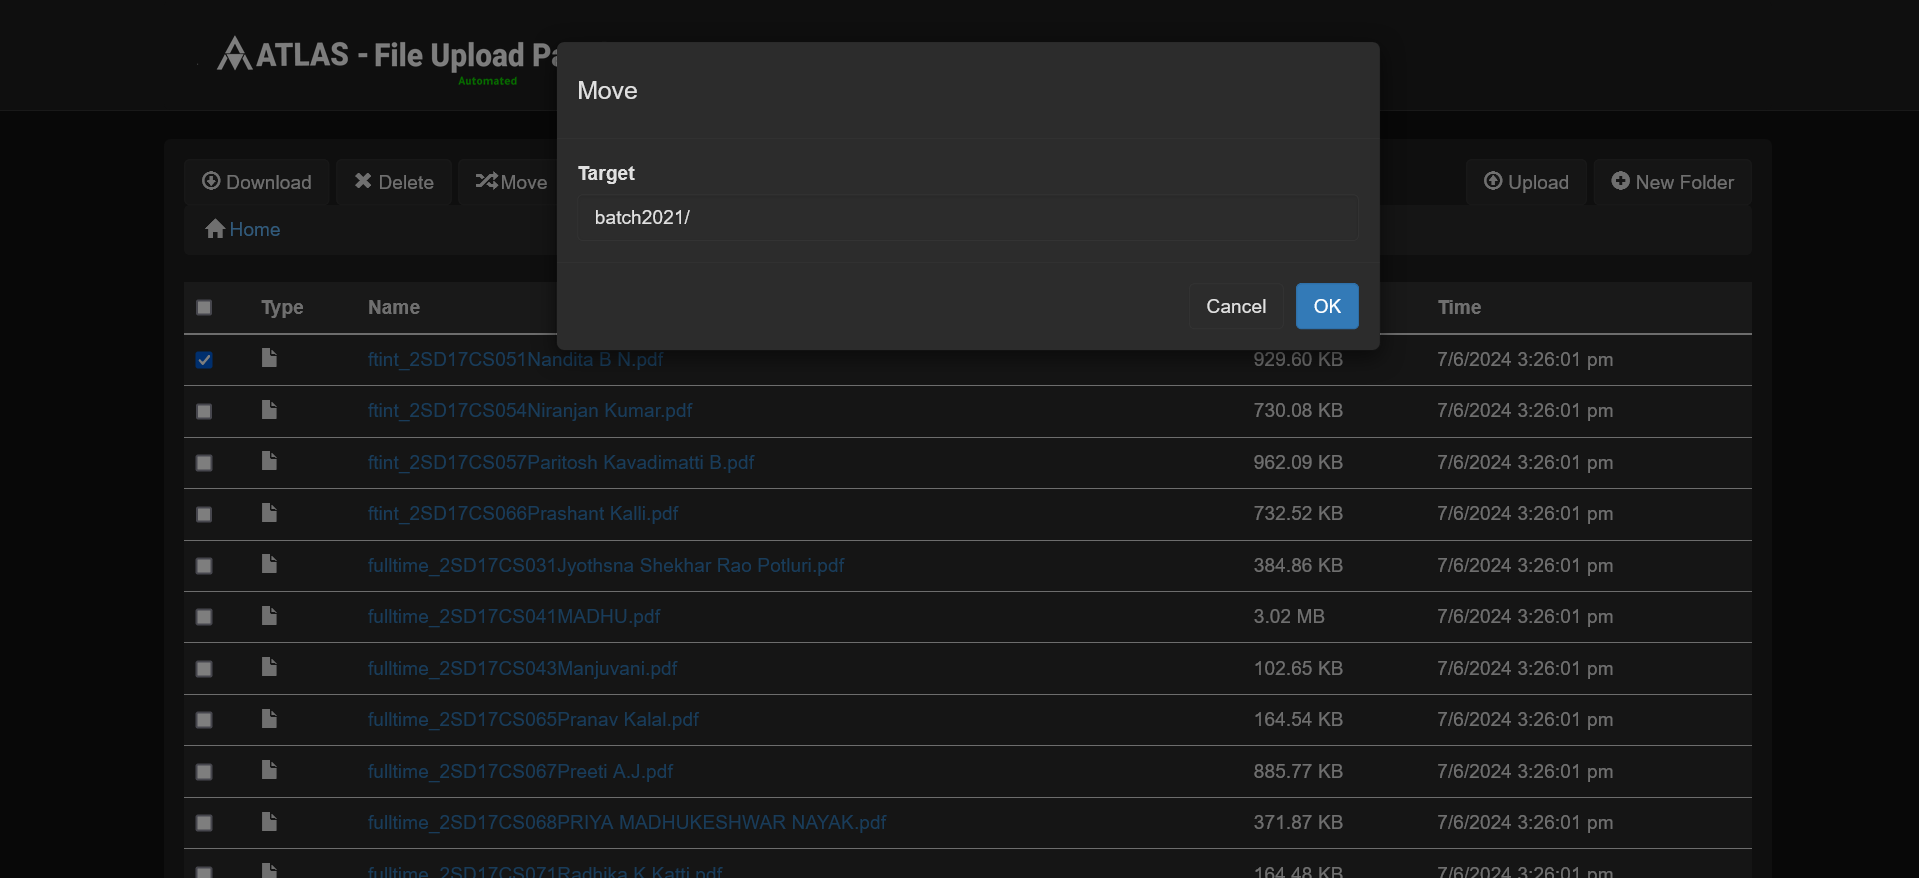 ATLAS - File Upload
Automated
Move
Target
batch2021/
Cancel OK
Download Delete Move Upload New Folder
Home
Type Name Time
ftint_2SD17CS051Nandita B N.pdf 929.60 KB 7/6/2024 3:26:01 pm
ftint_2SD17CS054Niranjan Kumar.pdf 730.08 KB 7/6/2024 3:26:01 pm
ftint_2SD17CS057Paritosh Kavadimatti B.pdf 962.09 KB 7/6/2024 3:26:01 pm
ftint_2SD17CS066Prashant Kalli.pdf 732.52 KB 7/6/2024 3:26:01 pm
fulltime_2SD17CS031Jyothsna Shekhar Rao Potluri.pdf 384.86 KB 7/6/2024 3:26:01 pm
fulltime_2SD17CS041MADHU.pdf 3.02 MB 7/6/2024 3:26:01 pm
fulltime_2SD17CS043Manjuvani.pdf 102.65 KB 7/6/2024 3:26:01 pm
fulltime_2SD17CS065Pranav Kalal.pdf 164.54 KB 7/6/2024 3:26:01 pm
fulltime_2SD17CS067Preeti A.J.pdf 885.77 KB 7/6/2024 3:26:01 pm
fulltime_2SD17CS068PRIYA MADHUKESHWAR NAYAK.pdf 371.87 KB 7/6/2024 3:26:01 pm
fulltime_2SD17CS071Radhika K Katti.pdf 164.48 KB 7/6/2024 3:26:01 pm